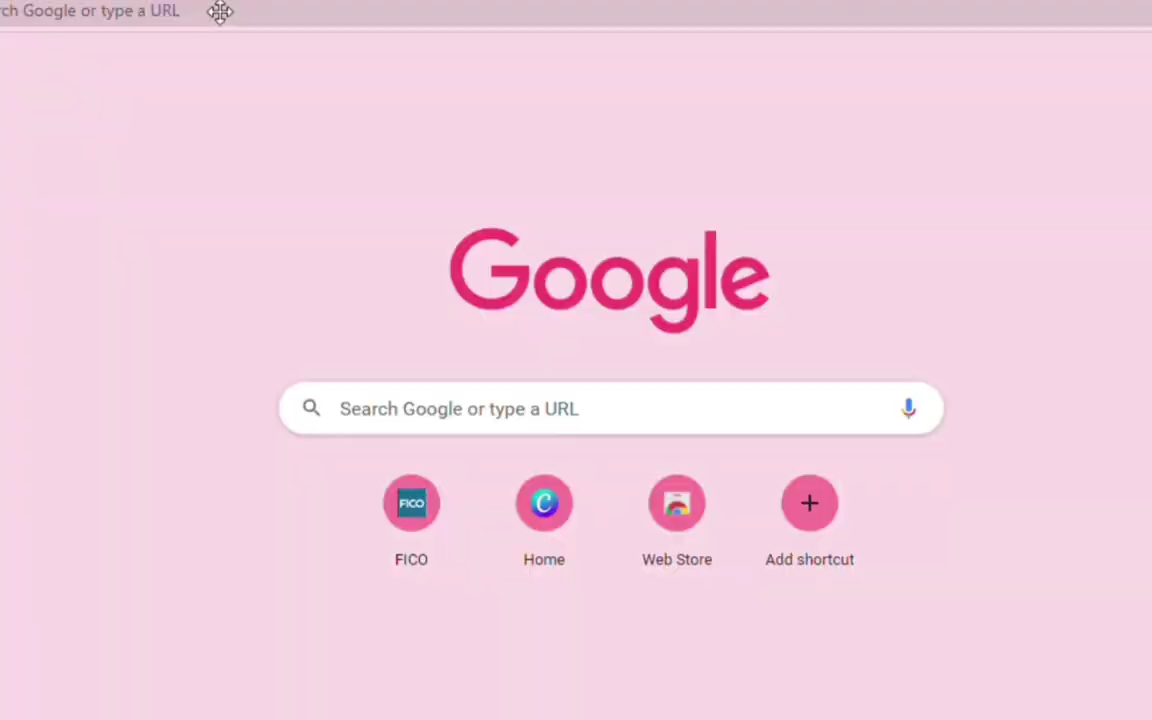 ch Google or type a URL
Google
Search Google or type a URL
FICO
C
FICO
Home
Web Store
Add shortcut